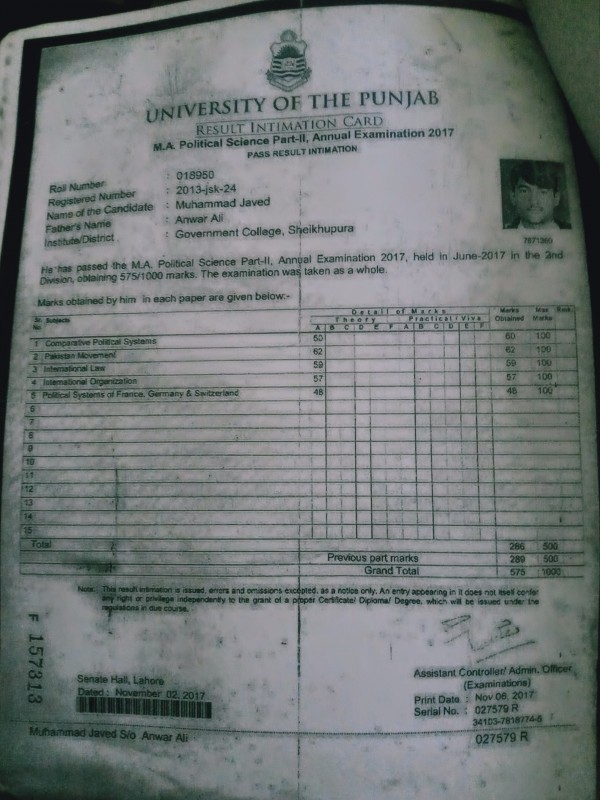 UNIVERSITY OF THE PUNJAB
RESULT INTIMATION CARD
M.A. Political Science Part-II, Annual Examination 2017
PASS RESULT INTIMATION
Roll Number : 018950
Registered Number : 2013-jsk-24
Name of the Candidate : Muhammad Javed
Father's Name : Anwar Ali
Institute/District : Government College, Sheikhupura
He has passed the M.A. Political Science Part-II, Annual Examination 2017, held in June-2017 in the 2nd
Division, obtaining 575/1000 marks. The examination was taken as a whole.
Marks obtained by him in each paper are given below:-
Sr. No. Subjects Detail of Marks Marks Obtained Max Marks
Theory Practical/Viva
A B C D E F A B C D E F
1 Comparative Political Systems 60 60 100
2 Pakistan Movement 62 62 100
3 International Law 59 59 100
4 International Organization 57 57 100
5 Political Systems of France, Germany & Switzerland 48 48 100
6
7
8
9
10
11
12
13
14
15
Total 286 500
Previous part marks 289 500
Grand Total 575 1000
Note: This result intimation is issued, errors and omissions excepted, as a notice only. An entry appearing in it does not itself confer
any right or privilege independently to the grant of a proper Certificate/ Diploma/ Degree, which will be issued under the
regulations in due course.
F 157313
Senate Hall, Lahore
Dated : November 02, 2017
Assistant Controller/ Admin. Officer
(Examinations)
Print Date : Nov 06, 2017
Serial No. : 027579 R
Muhammad Javed S/o Anwar Ali
027579 R